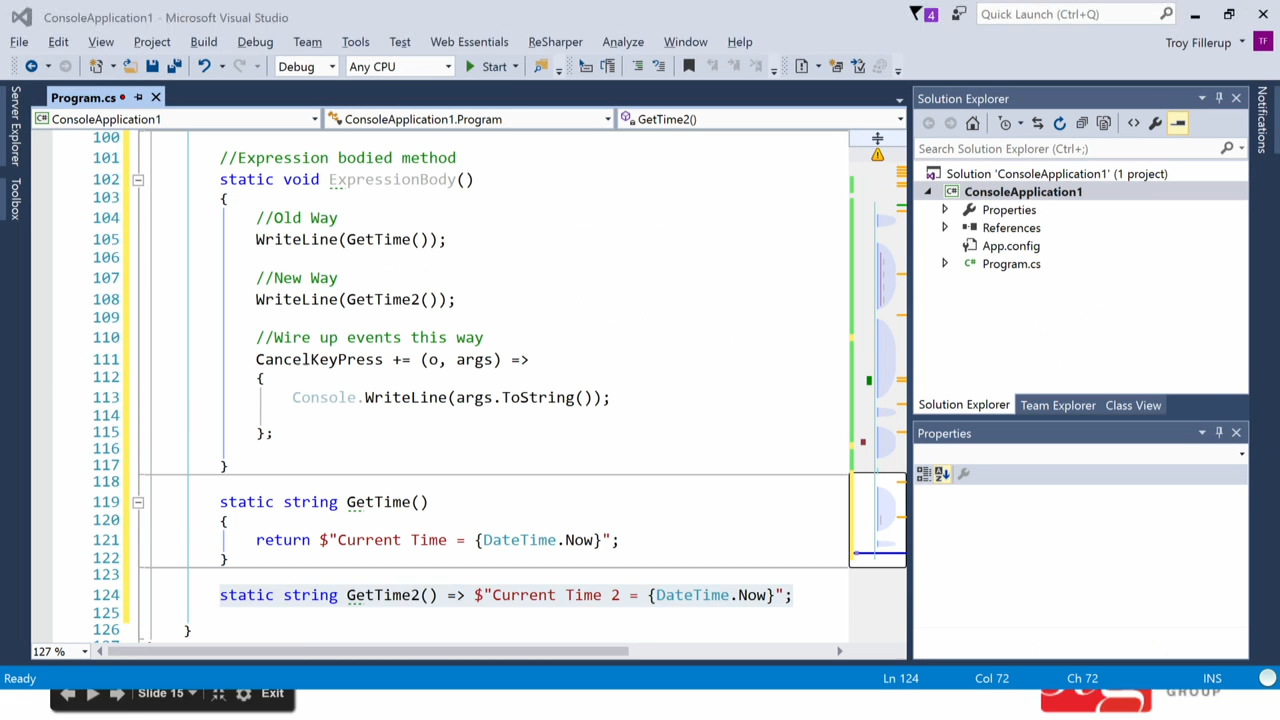 ConsoleApplication1 - Microsoft Visual Studio
4
Quick Launch (Ctrl+Q)
File Edit View Project Build Debug Team Tools Test Web Essentials ReSharper Analyze Window Help
Troy Fillerup TF
Debug Any CPU Start
Server Explorer
Toolbox
Program.cs
ConsoleApplication1 ConsoleApplication1.Program GetTime2()
100
101 //Expression bodied method
102 static void ExpressionBody()
103 {
104 //Old Way
105 WriteLine(GetTime());
106
107 //New Way
108 WriteLine(GetTime2());
109
110 //Wire up events this way
111 CancelKeyPress += (o, args) =>
112 {
113 Console.WriteLine(args.ToString());
114
115 };
116
117 }
118
119 static string GetTime()
120 {
121 return $"Current Time = {DateTime.Now}";
122 }
123
124 static string GetTime2() => $"Current Time 2 = {DateTime.Now}";
125
126 }
127 %
Solution Explorer
Search Solution Explorer (Ctrl+;)
Solution 'ConsoleApplication1' (1 project)
ConsoleApplication1
Properties
References
App.config
Program.cs
Solution Explorer Team Explorer Class View
Properties
Notifications
Ready Ln 124 Col 72 Ch 72 INS
Slide 15 Exit
GROUP